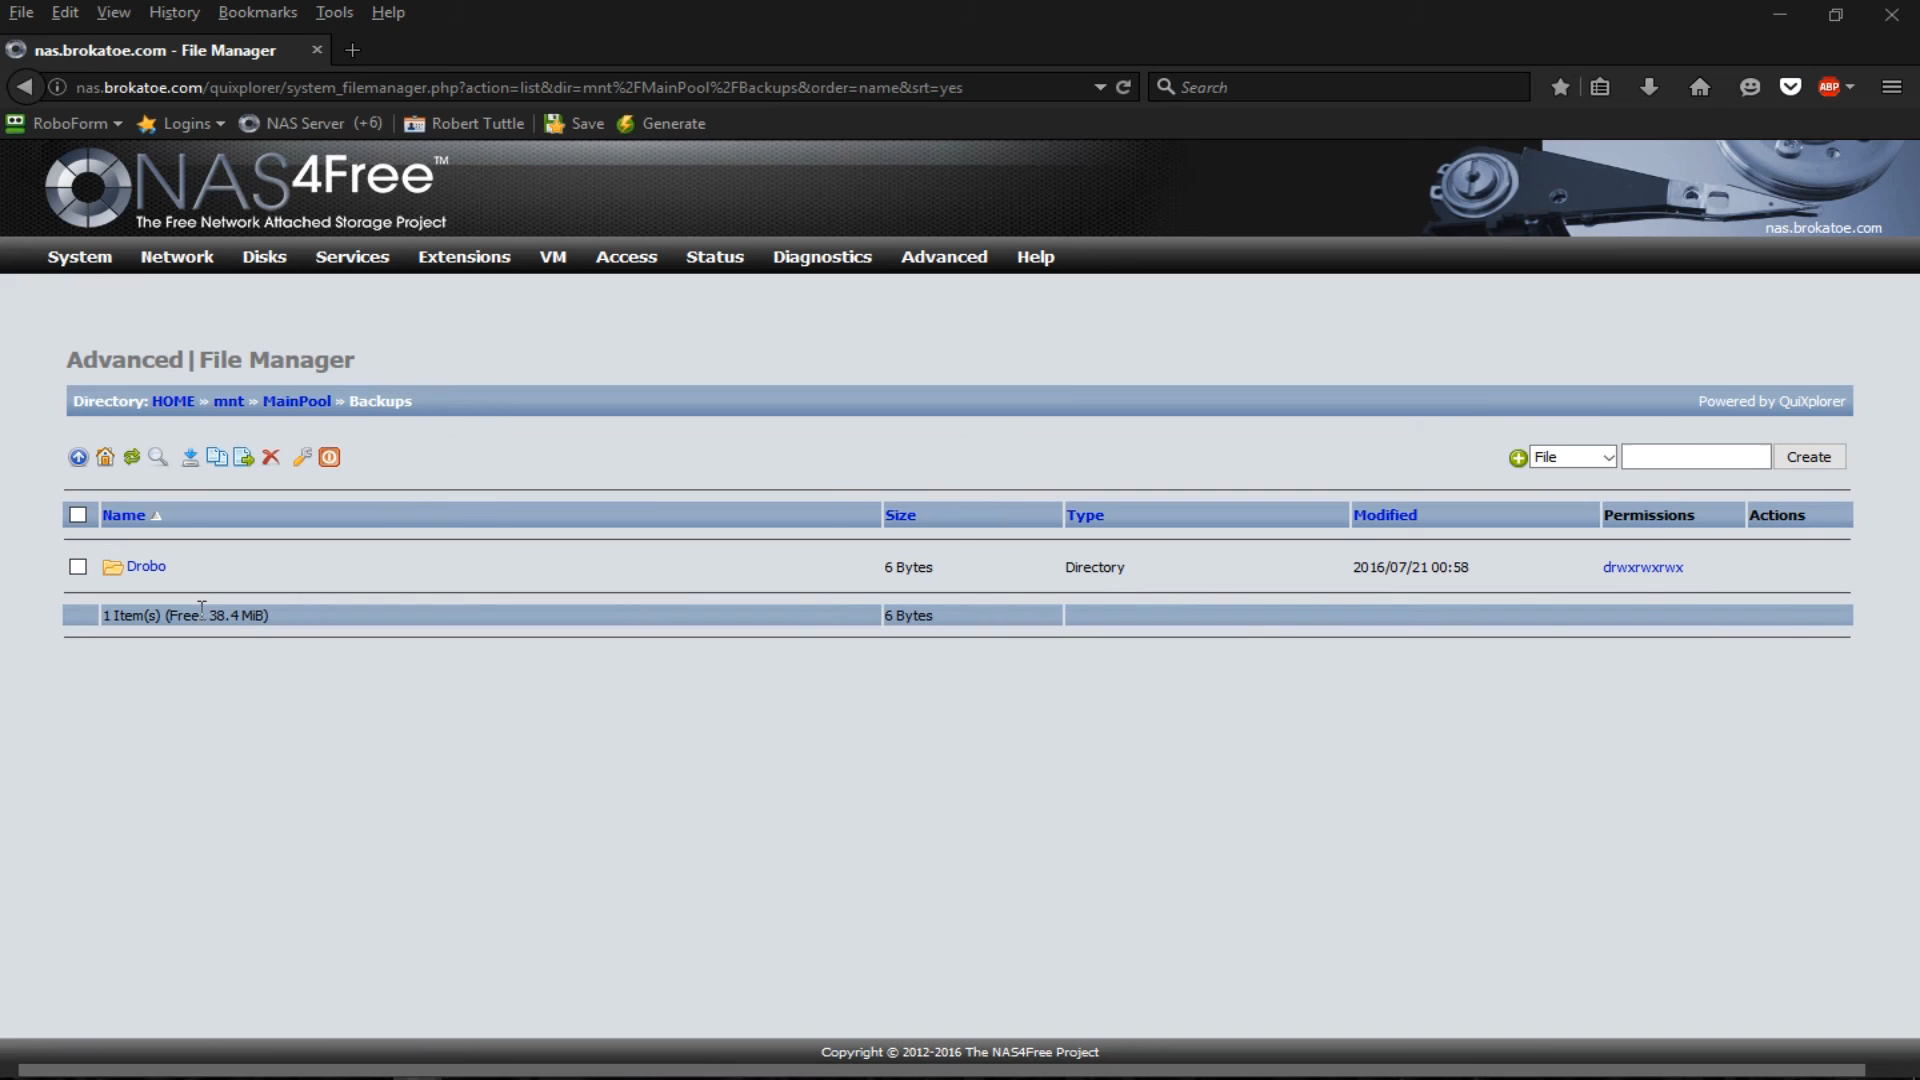 File Edit View History Bookmarks Tools Help
nas.brokatoe.com - File Manager
nas.brokatoe.com/quixplorer/system_filemanager.php?action=list&dir=mnt%2FMainPool%2FBackups&order=name&srt=yes
Search
ABP
RoboForm Logins NAS Server (+6) Robert Tuttle Save Generate
NAS4Free™
The Free Network Attached Storage Project
nas.brokatoe.com
System Network Disks Services Extensions VM Access Status Diagnostics Advanced Help
Advanced|File Manager
Directory: HOME » mnt » MainPool » Backups Powered by QuiXplorer
File Create
Name Size Type Modified Permissions Actions
Drobo 6 Bytes Directory 2016/07/21 00:58 drwxrwxrwx
1 Item(s) (Free: 38.4 MiB) 6 Bytes
Copyright © 2012-2016 The NAS4Free Project